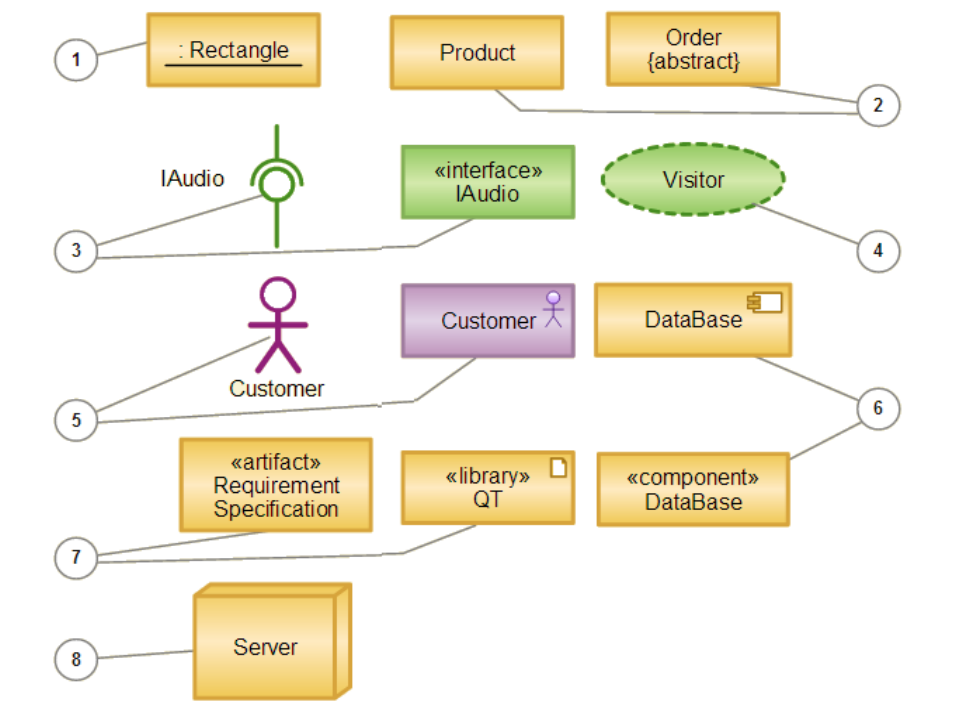 1
: Rectangle
Product
Order
{abstract}
2
IAudio
«interface»
IAudio
Visitor
3
4
Customer
Customer
DataBase
5
6
«artifact»
Requirement
Specification
«library»
QT
«component»
DataBase
7
Server
8